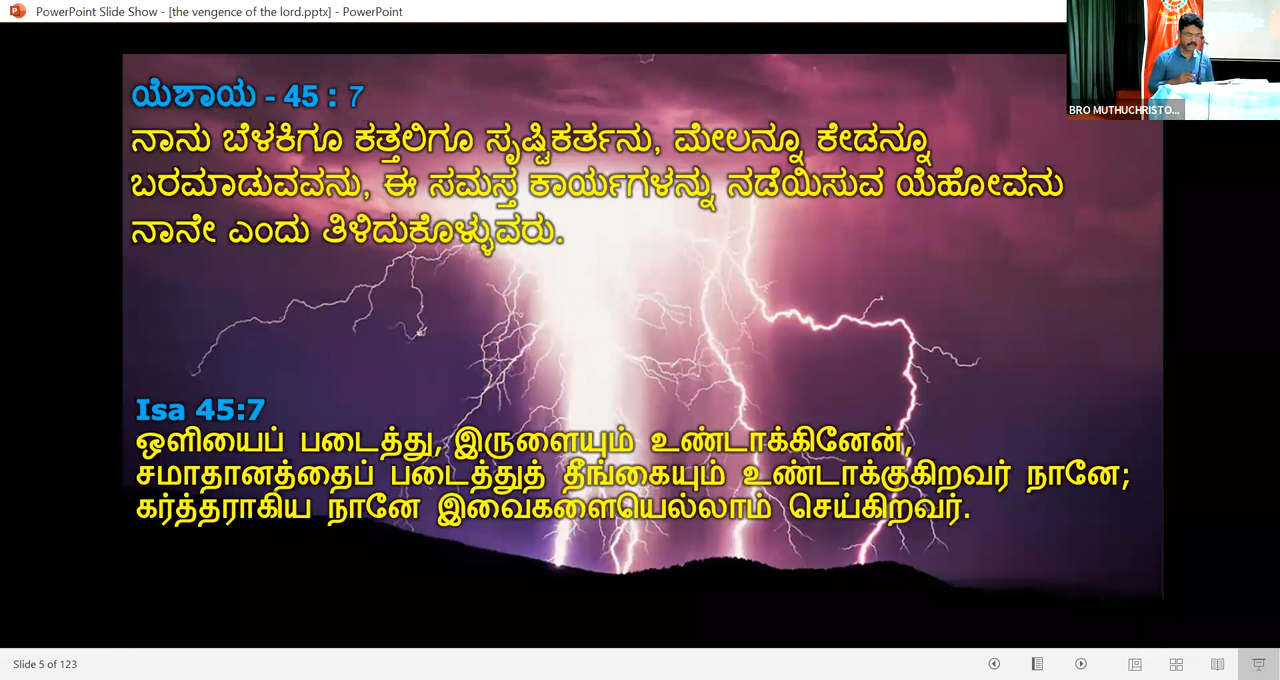 PowerPoint Slide Show - [the vengence of the lord.pptx] - PowerPoint
BRO MUTHUCHRISTO...
ಯೆಶಾಯ - 45 : 7
ನಾನು ಬೆಳಕಿಗೂ ಕತ್ತಲಿಗೂ ಸೃಷ್ಟಿಕರ್ತನು, ಮೇಲನ್ನೂ ಕೇಡನ್ನೂ
ಬರಮಾಡುವವನು, ಈ ಸಮಸ್ತ ಕಾರ್ಯಗಳನ್ನು ನಡೆಯಿಸುವ ಯೆಹೋವನು
ನಾನೇ ಎಂದು ತಿಳಿದುಕೊಳ್ಳುವರು.
Isa 45:7
ஒளியைப் படைத்து, இருளையும் உண்டாக்கினேன்,
சமாதானத்தைப் படைத்துத் தீங்கையும் உண்டாக்குகிறவர் நானே;
கர்த்தராகிய நானே இவைகளையெல்லாம் செய்கிறவர்.
Slide 5 of 123